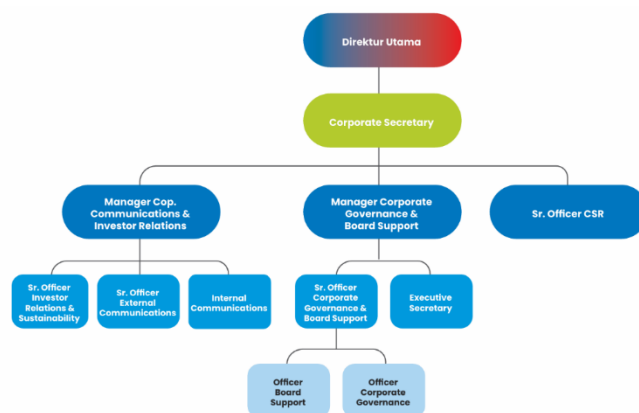 Direktur Utama
Corporate Secretary
Manager Cop.
Communications &
Investor Relations
Manager Corporate
Governance &
Board Support
Sr. Officer CSR
Sr. Officer
Investor
Relations &
Sustainability
Sr. Officer
External
Communications
Internal
Communications
Sr. Officer
Corporate
Governance &
Board Support
Executive
Secretary
Officer
Board
Support
Officer
Corporate
Governance